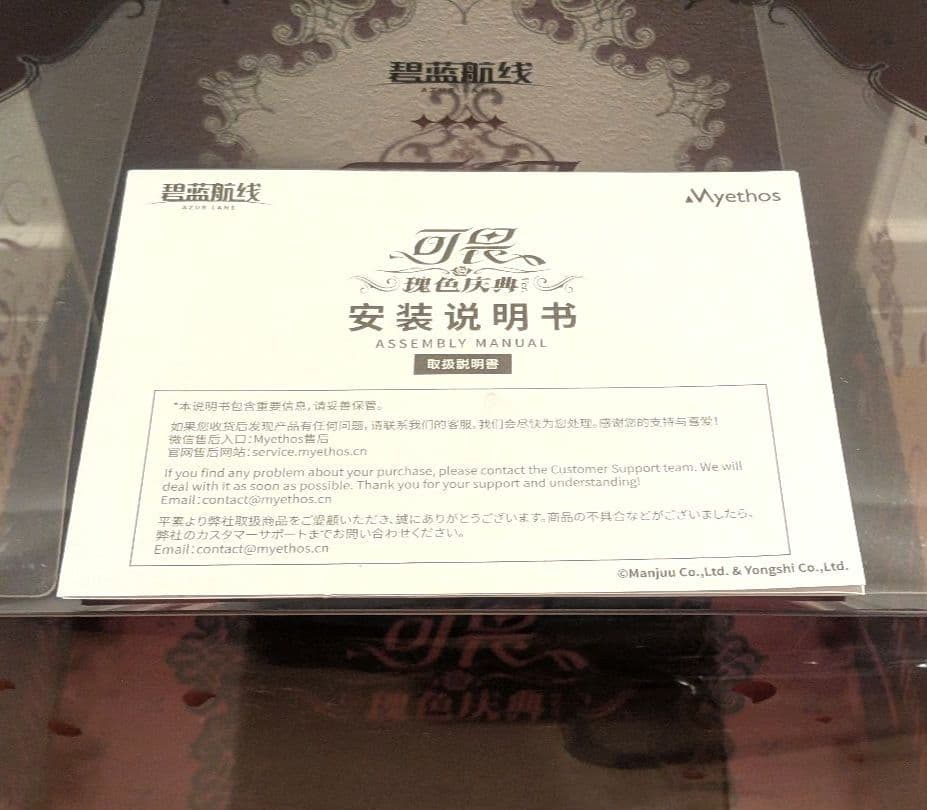 碧蓝航线
AZUR LANE
碧蓝航线
AZUR LANE
Myethos
可畏
瑰色庆典
安装说明书
ASSEMBLY MANUAL
取扱説明書
*本说明书包含重要信息,请妥善保管。
如果您收货后发现产品有任何问题,请联系我们的客服,我们会尽快为您处理。感谢您的支持与喜爱!
微信售后入口:Myethos售后
官网售后网站:service.myethos.cn
If you find any problem about your purchase, please contact the Customer Support team. We will
deal with it as soon as possible. Thank you for your support and understanding!
Email:contact@myethos.cn
平素より弊社取扱商品をご愛顧いただき、誠にありがとうございます。商品の不具合などがございましたら、
弊社のカスタマーサポートまでお問い合わせください。
Email:contact@myethos.cn
©Manjuu Co.,Ltd. & Yongshi Co.,Ltd.
可畏
瑰色庆典